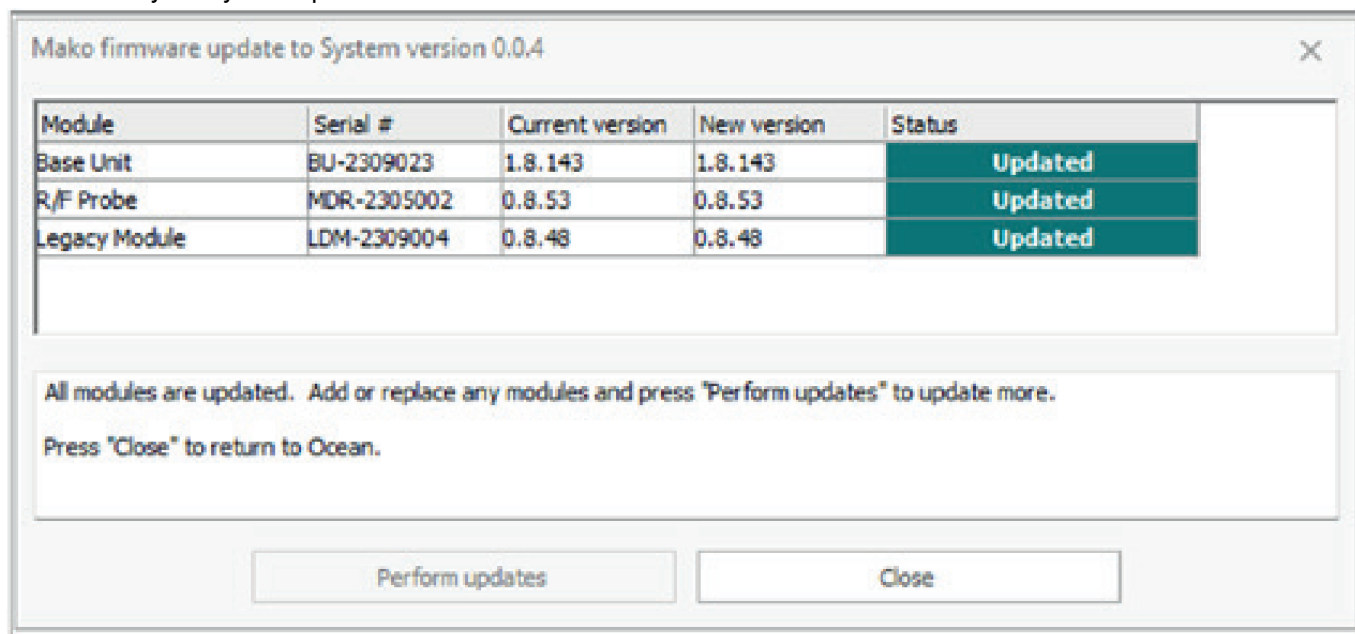 Mako firmware update to System version 0.0.4
Module Serial # Current version New version Status
Base Unit BU-2309023 1.8.143 1.8.143 Updated
R/F Probe MDR-2305002 0.8.53 0.8.53 Updated
Legacy Module LDM-2309004 0.8.48 0.8.48 Updated
All modules are updated. Add or replace any modules and press "Perform updates" to update more.
Press "Close" to return to Ocean.
Perform updates Close